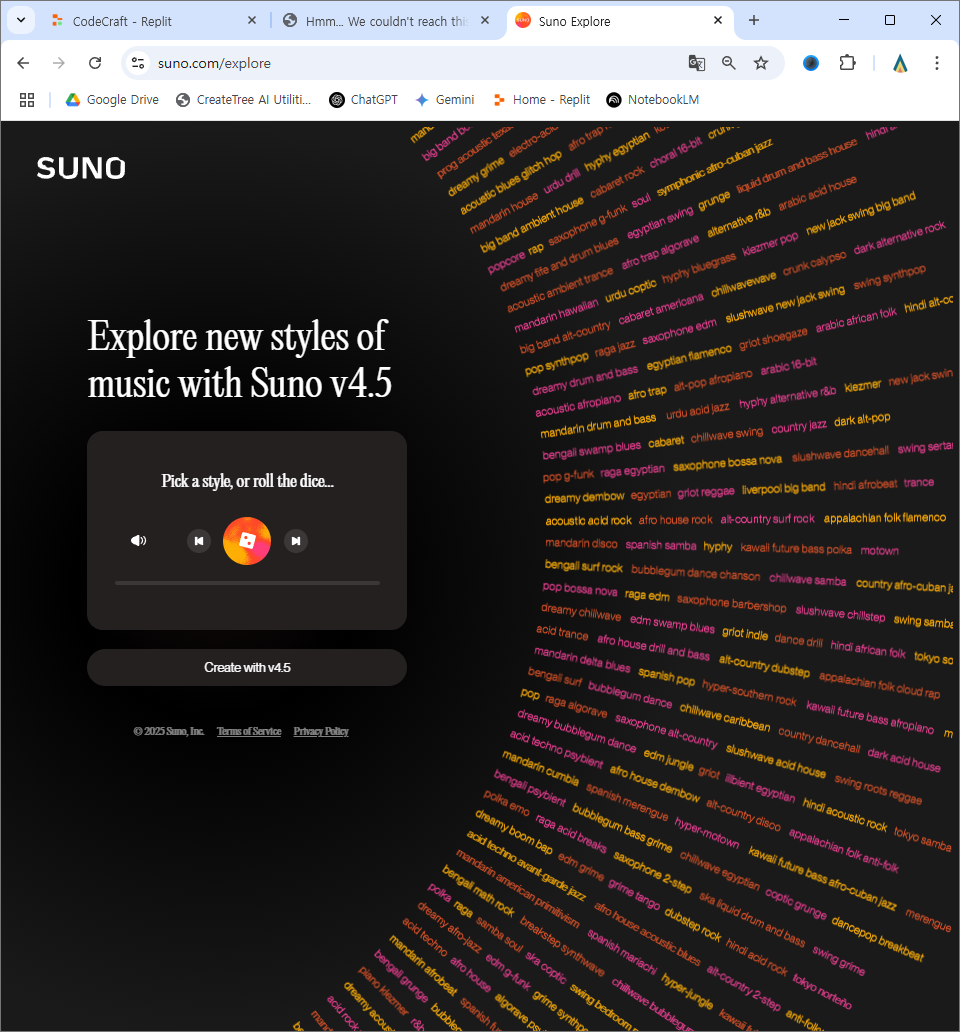 CodeCraft - Replit
Hmm... We couldn't reach this
Suno Explore
suno.com/explore
Google Drive
CreateTree AI Utiliti...
ChatGPT
Gemini
Home - Replit
NotebookLM
SUNO
Explore new styles of
music with Suno v4.5
Pick a style, or roll the dice...
Create with v4.5
© 2025 Suno, Inc. Terms of Service Privacy Policy
prog acoustic texas electro-acid afro trap
dreamy grime
acoustic blues glitch hop hyphy egyptian
mandarin house urdu drill cabaret rock choral 16-bit
big band ambient house saxophone g-funk soul symphonic afro-cuban jazz
popcore rap
dreamy fife and drum blues egyptian swing grunge liquid drum and bass house
acoustic ambient trance afro trap algorave alternative r&b arabic acid house
mandarin hawaiian urdu coptic hyphy bluegrass klezmer pop new jack swing big band
big band alt-country cabaret americana chillwavewave crunk calypso dark alternative rock
pop synthpop raga jazz saxophone edm slushwave new jack swing swing synthpop
dreamy drum and bass egyptian flamenco griot shoegaze arabic african folk hindi alt-co
acoustic afropiano afro trap alt-pop afropiano arabic 16-bit
mandarin drum and bass urdu acid jazz hyphy alternative r&b klezmer new jack swin
bengali swamp blues cabaret chillwave swing country jazz dark alt-pop
pop g-funk raga egyptian saxophone bossa nova slushwave dancehall swing sertan
dreamy dembow egyptian griot reggae liverpool big band hindi afrobeat trance
acoustic acid rock afro house rock alt-country surf rock appalachian folk flamenco
mandarin disco spanish samba hyphy kawaii future bass polka motown
bengali surf rock bubblegum dance chanson chillwave samba country afro-cuban ja
pop bossa nova raga edm saxophone barbershop slushwave chillstep swing samba
dreamy chillwave edm swamp blues griot indie dance drill hindi african folk tokyo so
acid trance afro house drill and bass alt-country dubstep appalachian folk cloud rap
mandarin delta blues spanish pop hyper-southern rock kawaii future bass afropiano m
bengali surf bubblegum dance chillwave caribbean country dancehall dark acid house
pop raga algorave saxophone alt-country slushwave acid house swing roots reggae
dreamy bubblegum dance edm jungle griot illbient egyptian hindi acoustic rock tokyo samba
acid techno psybient afro house dembow alt-country disco appalachian folk anti-folk
mandarin cumbia spanish merengue hyper-motown kawaii future bass afro-cuban jazz merengue
bengali psybient bubblegum bass grime chillwave egyptian coptic grunge dancepop breakbeat
polka emo raga acid breaks saxophone 2-step ska liquid drum and bass swing grime
dreamy boom bap edm grime grime tango dubstep rock hindi acid rock tokyo norteño
acid techno avant-garde jazz afro house acoustic blues alt-country 2-step anti-folk
mandarin american primitivism spanish mariachi hyper-jungle
bengali math rock breakstep synthwave chillwave bubblegum
polka raga samba soul ska coptic swing bedroom
dreamy afro-jazz edm g-funk grime synthpop
acid techno afro house algorave
mandarin afrobeat spanish
bengali grunge
piano klezmer r&b
dreamy acoustic
acid rock